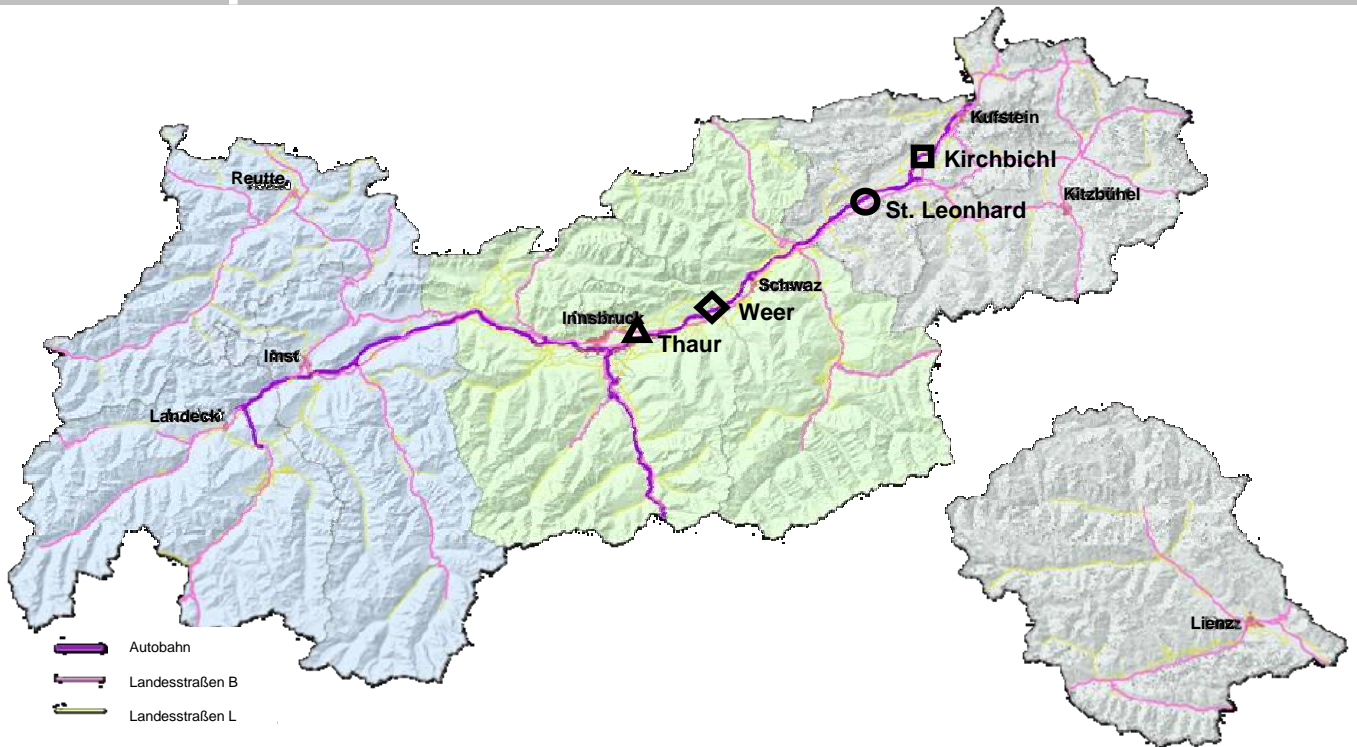 Kufstein
Kirchbichl
Reutte
Kitzbühel
St. Leonhard
Schwaz
Weer
Innsbruck
Thaur
Imst
Landeck
Lienz
Autobahn
Landesstraßen B
Landesstraßen L